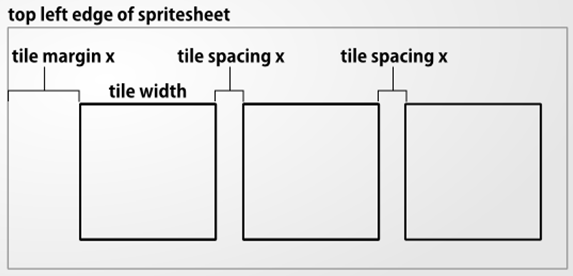 top left edge of spritesheet
tile margin x
tile spacing x
tile spacing x
tile width